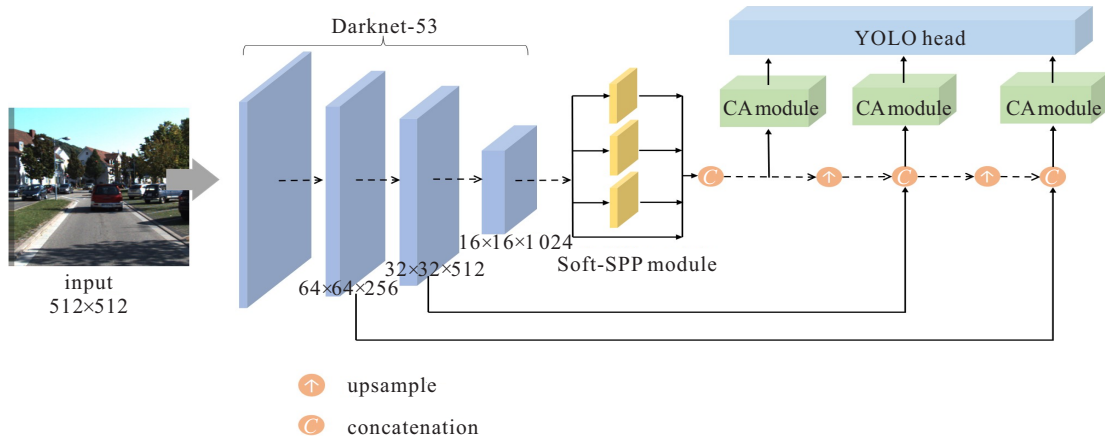 Darknet-53
YOLO head
CA module
CA module
CA module
C
C
C
16×16×1 024
32×32×512
64×64×256
Soft-SPP module
input
512×512
upsample
C
concatenation